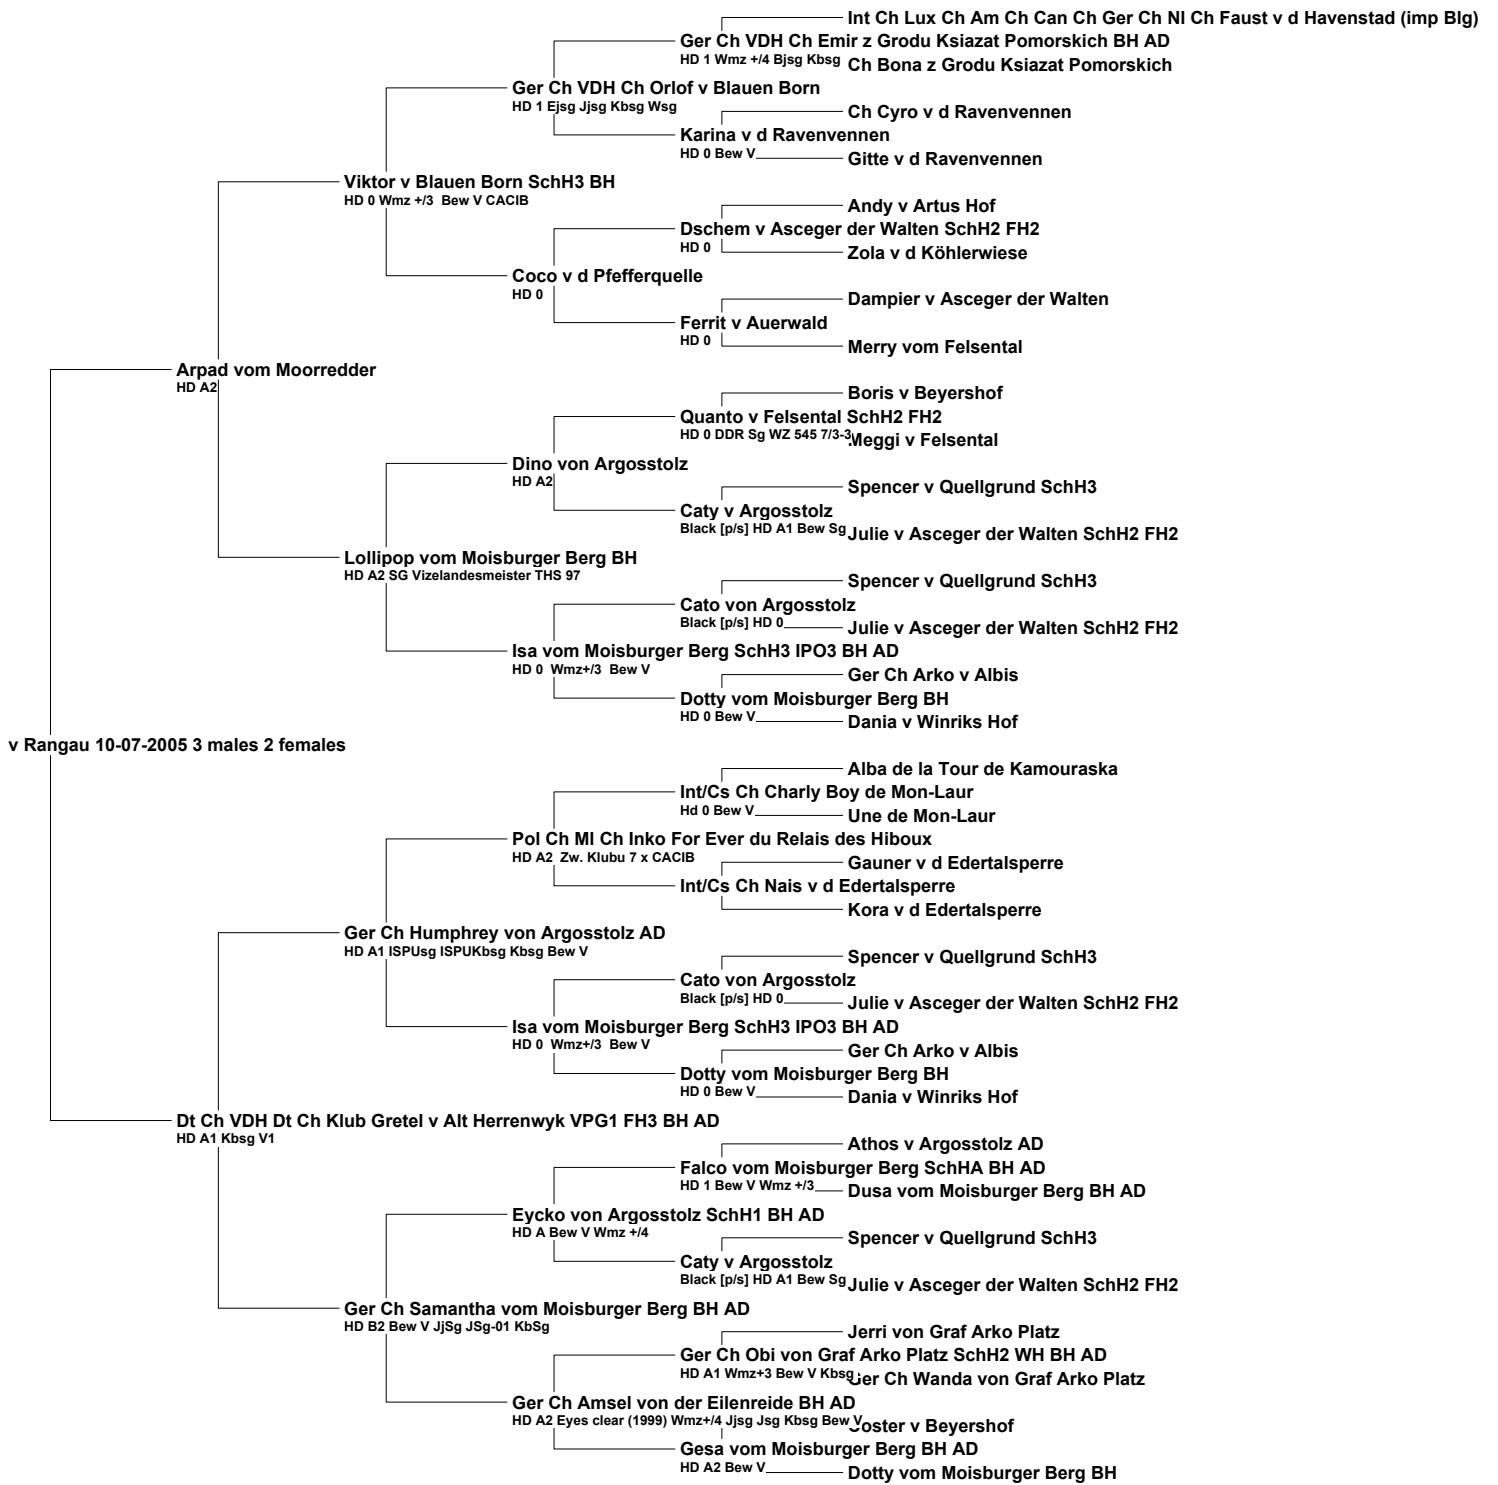 Int Ch Lux Ch Am Ch Can Ch Ger Ch Nl Ch Faust v d Havenstad (imp Blg)
Ger Ch VDH Ch Emir z Grodu Ksiazat Pomorskich BH AD
HD 1 Wmz +/4 Bjsg Kbsg
Ch Bona z Grodu Ksiazat Pomorskich
Ger Ch VDH Ch Orlof v Blauen Born
HD 1 Ejsg Jjsg Kbsg Wsg
Ch Cyro v d Ravenvennen
Karina v d Ravenvennen
HD 0 Bew V
Gitte v d Ravenvennen
Viktor v Blauen Born SchH3 BH
HD 0 Wmz +/3 Bew V CACIB
Andy v Artus Hof
Dschem v Asceger der Walten SchH2 FH2
HD 0
Zola v d Köhlerwiese
Coco v d Pfefferquelle
HD 0
Dampier v Asceger der Walten
Ferrit v Auerwald
HD 0
Merry vom Felsental
Arpad vom Moorredder
HD A2
Boris v Beyershof
Quanto v Felsental SchH2 FH2
HD 0 DDR Sg WZ 545 7/3-3
Meggi v Felsental
Dino von Argosstolz
HD A2
Spencer v Quellgrund SchH3
Caty v Argosstolz
Black [p/s] HD A1 Bew Sg
Julie v Asceger der Walten SchH2 FH2
Lollipop vom Moisburger Berg BH
HD A2 SG Vizelandesmeister THS 97
Spencer v Quellgrund SchH3
Cato von Argosstolz
Black [p/s] HD 0
Julie v Asceger der Walten SchH2 FH2
Isa vom Moisburger Berg SchH3 IPO3 BH AD
HD 0 Wmz+/3 Bew V
Ger Ch Arko v Albis
Dotty vom Moisburger Berg BH
HD 0 Bew V
Dania v Winriks Hof
v Rangau 10-07-2005 3 males 2 females
Alba de la Tour de Kamouraska
Int/Cs Ch Charly Boy de Mon-Laur
Hd 0 Bew V
Une de Mon-Laur
Pol Ch Ml Ch Inko For Ever du Relais des Hiboux
HD A2 Zw. Klubu 7 x CACIB
Gauner v d Edertalsperre
Int/Cs Ch Nais v d Edertalsperre
Kora v d Edertalsperre
Ger Ch Humphrey von Argosstolz AD
HD A1 ISPUsg ISPUKbsg Kbsg Bew V
Spencer v Quellgrund SchH3
Cato von Argosstolz
Black [p/s] HD 0
Julie v Asceger der Walten SchH2 FH2
Isa vom Moisburger Berg SchH3 IPO3 BH AD
HD 0 Wmz+/3 Bew V
Ger Ch Arko v Albis
Dotty vom Moisburger Berg BH
HD 0 Bew V
Dania v Winriks Hof
Dt Ch VDH Dt Ch Klub Gretel v Alt Herrenwyk VPG1 FH3 BH AD
HD A1 Kbsg V1
Athos v Argosstolz AD
Falco vom Moisburger Berg SchHA BH AD
HD 1 Bew V Wmz +/3
Dusa vom Moisburger Berg BH AD
Eycko von Argosstolz SchH1 BH AD
HD A Bew V Wmz +/4
Spencer v Quellgrund SchH3
Caty v Argosstolz
Black [p/s] HD A1 Bew Sg
Julie v Asceger der Walten SchH2 FH2
Ger Ch Samantha vom Moisburger Berg BH AD
HD B2 Bew V JjSg JSg-01 KbSg
Jerri von Graf Arko Platz
Ger Ch Obi von Graf Arko Platz SchH2 WH BH AD
HD A1 Wmz+3 Bew V Kbsg
Ger Ch Wanda von Graf Arko Platz
Ger Ch Amsel von der Eilenreide BH AD
HD A2 Eyes clear (1999) Wmz+/4 Jjsg Jsg Kbsg Bew V
v Beyershof
Gesa vom Moisburger Berg BH AD
HD A2 Bew V
Dotty vom Moisburger Berg BH